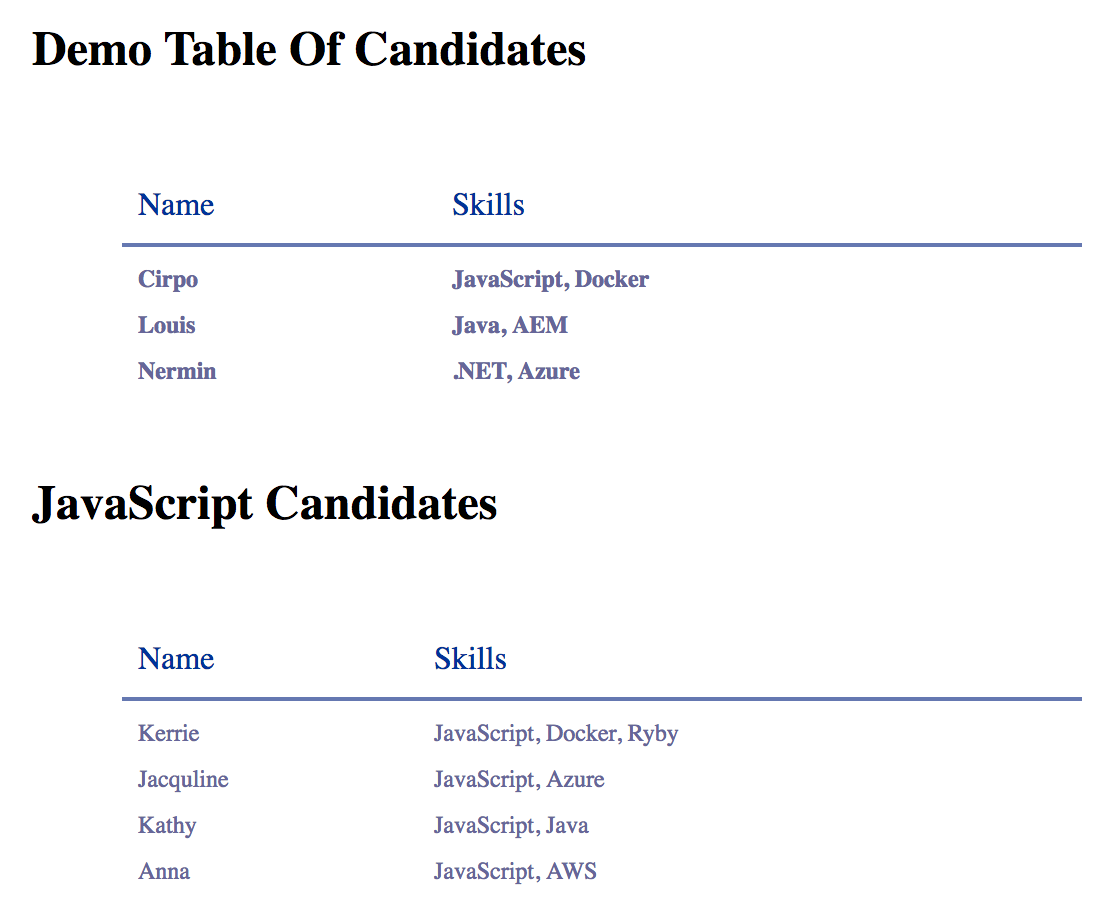 Demo Table Of Candidates
Name Skills
Cirpo JavaScript, Docker
Louis Java, AEM
Nermin .NET, Azure
JavaScript Candidates
Name Skills
Kerrie JavaScript, Docker, Ryby
Jacquline JavaScript, Azure
Kathy JavaScript, Java
Anna JavaScript, AWS